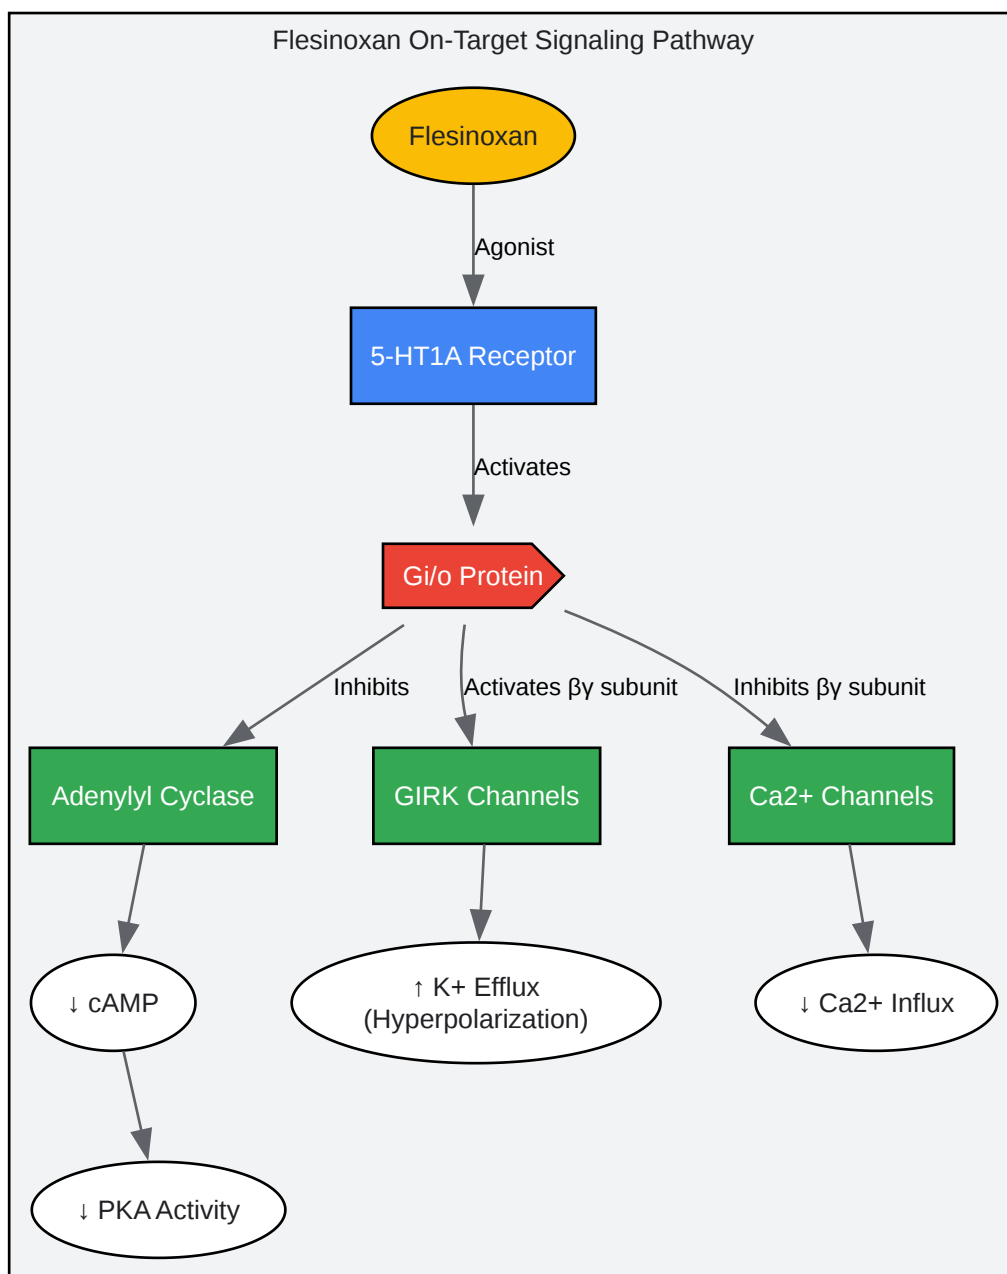 Flesinoxan On-Target Signaling Pathway
Flesinoxan
Agonist
5-HT1A Receptor
Activates
Gi/o Protein
Inhibits
Activates βγ subunit
Inhibits βγ subunit
Adenylyl Cyclase
GIRK Channels
Ca2+ Channels
↓ cAMP
↑ K+ Efflux
(Hyperpolarization)
↓ Ca2+ Influx
↓ PKA Activity